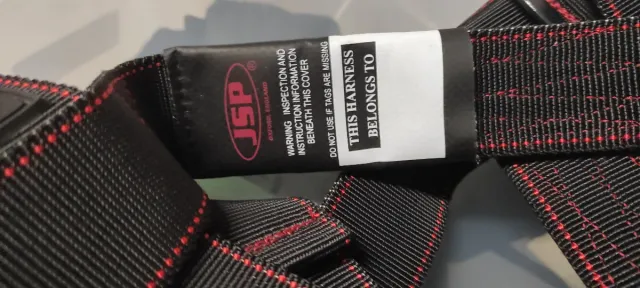 JSP
WARNING INSPECTION AND
INSTRUCTION INFORMATION
BENEATH THIS COVER
DO NOT USE IF TAGS ARE MISSING
THIS HARNESS
BELONGS TO